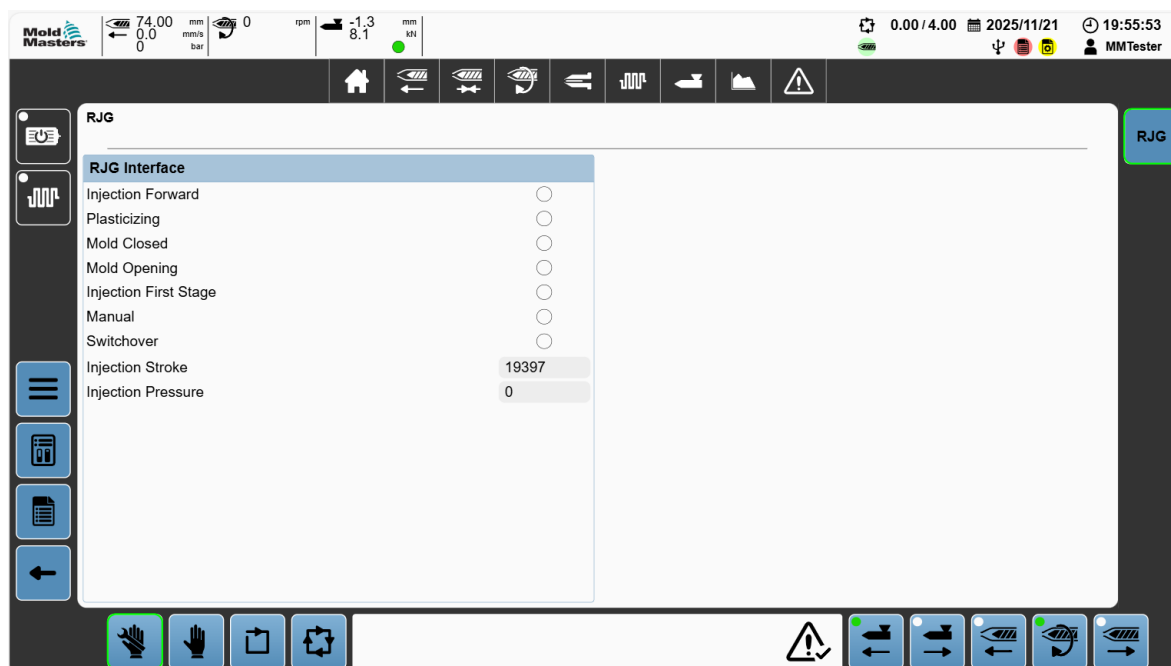 Mold
Masters
74.00 mm 0 rpm -1.3 mm
0.0 mm/s 8.1 kN
0 bar
0.00 / 4.00 2025/11/21 19:55:53
MMTester
RJG
RJG
RJG Interface
Injection Forward
Plasticizing
Mold Closed
Mold Opening
Injection First Stage
Manual
Switchover
Injection Stroke 19397
Injection Pressure 0